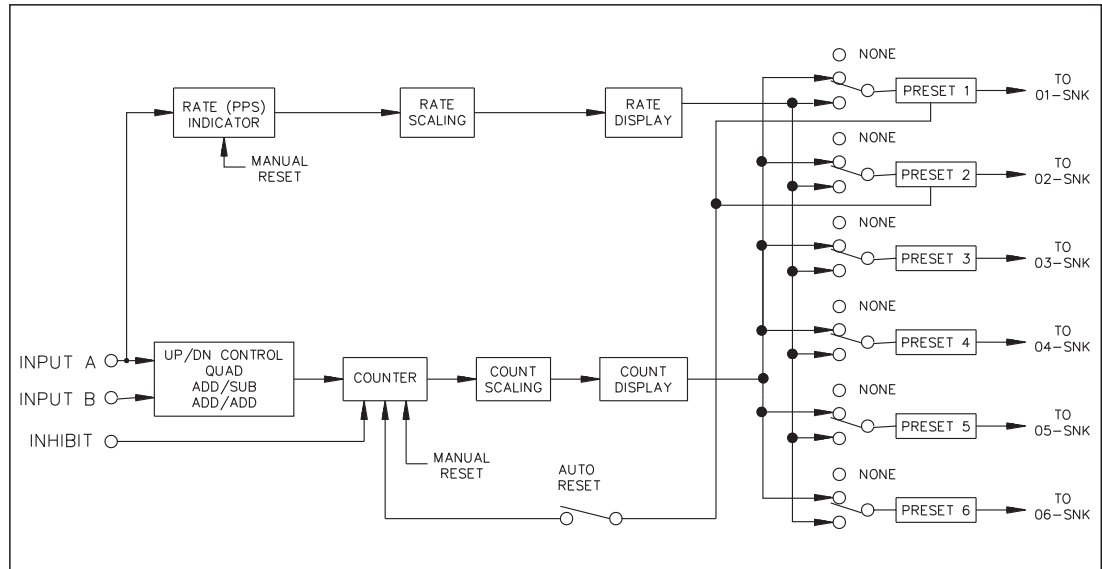 NONE
RATE (PPS)
INDICATOR
RATE
SCALING
RATE
DISPLAY
PRESET 1
TO
01-SNK
MANUAL
RESET
NONE
PRESET 2
TO
02-SNK
NONE
PRESET 3
TO
03-SNK
NONE
PRESET 4
TO
04-SNK
INPUT A
INPUT B
INHIBIT
UP/DN CONTROL
QUAD
ADD/SUB
ADD/ADD
COUNTER
COUNT
SCALING
COUNT
DISPLAY
NONE
PRESET 5
TO
05-SNK
MANUAL
RESET
AUTO
RESET
NONE
PRESET 6
TO
06-SNK